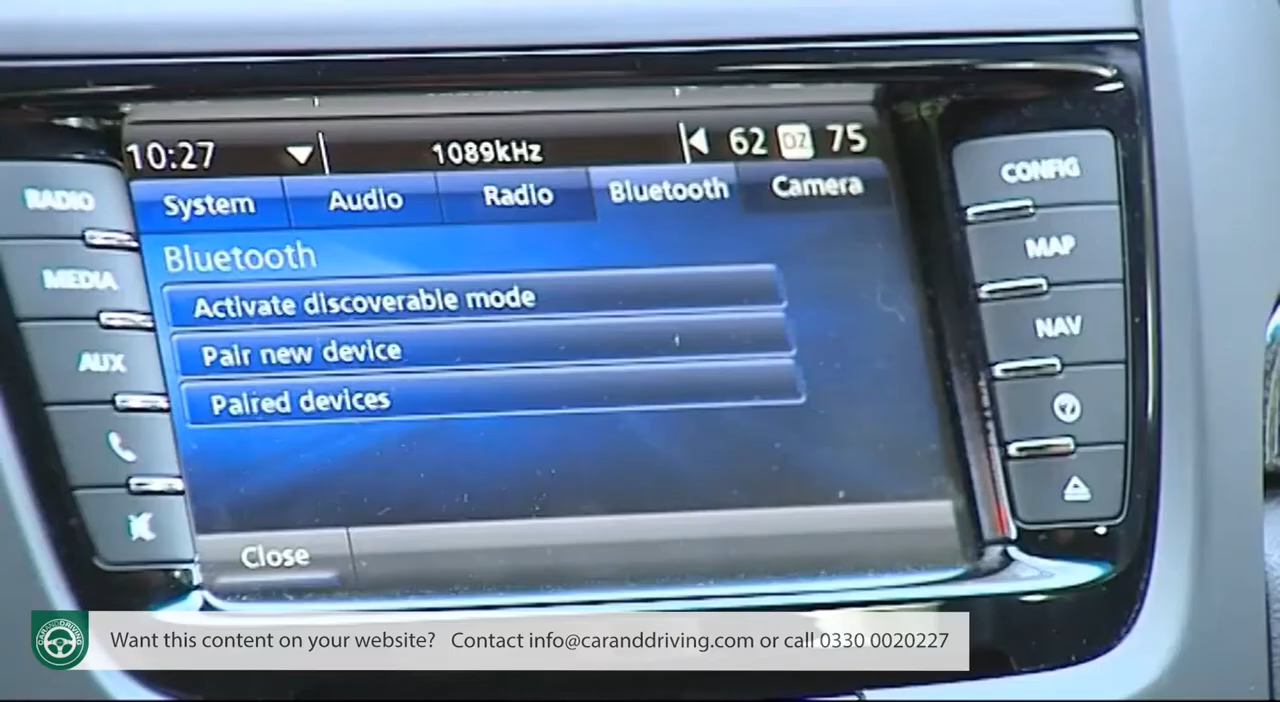 10:27 1089kHz 62 OZ 75
System Audio Radio Bluetooth Camera
Bluetooth
Activate discoverable mode
Pair new device
Paired devices
Close
RADIO
MEDIA
AUX
CONFIG
MAP
NAV
CARANDDRIVING
Want this content on your website? Contact info@caranddriving.com or call 0330 0020227